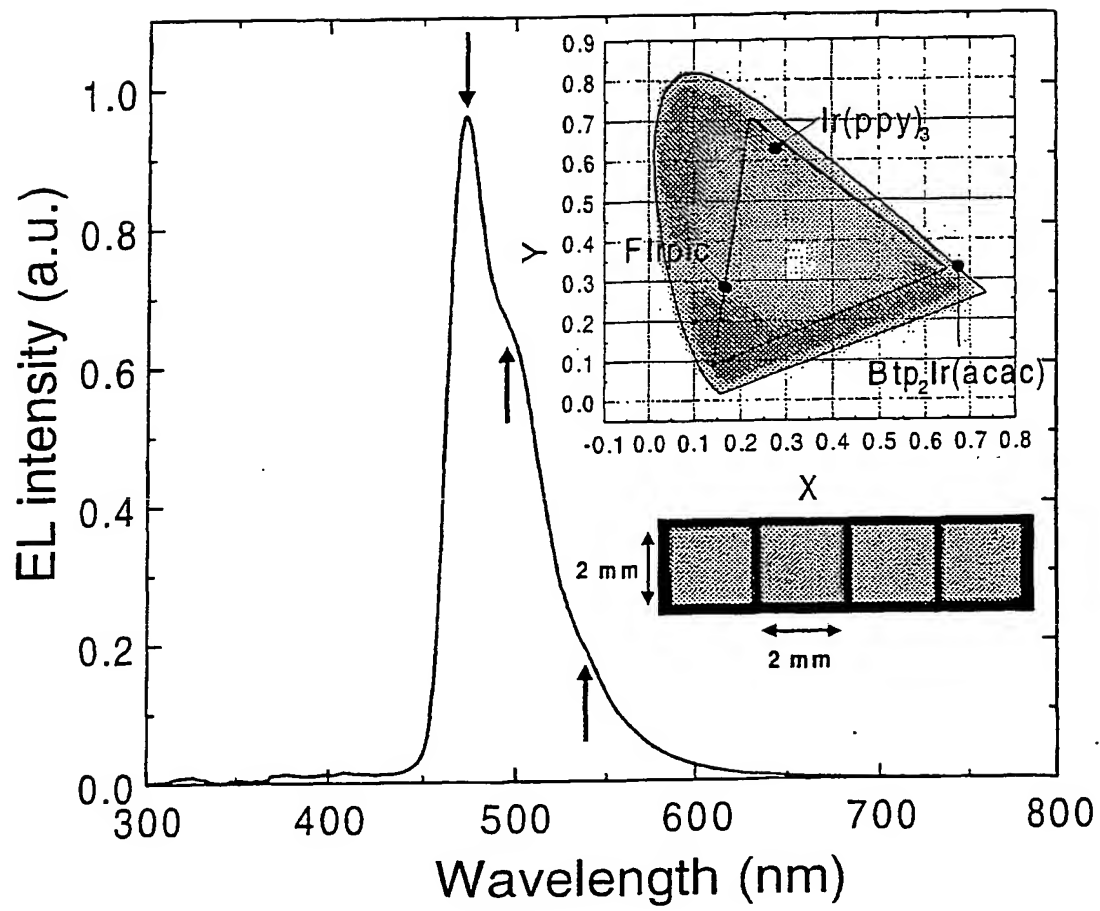 EL intensity (a.u.)
1.0
0.8
0.6
0.4
0.2
0.0
300 400 500 600 700 800
Wavelength (nm)
Y
0.9
0.8
0.7
0.6
0.5
0.4
0.3
0.2
0.1
0.0
-0.1 0.0 0.1 0.2 0.3 0.4 0.5 0.6 0.7 0.8
X
Ir(ppy)₃
FIrpic
Btp₂Ir(acac)
2 mm
2 mm